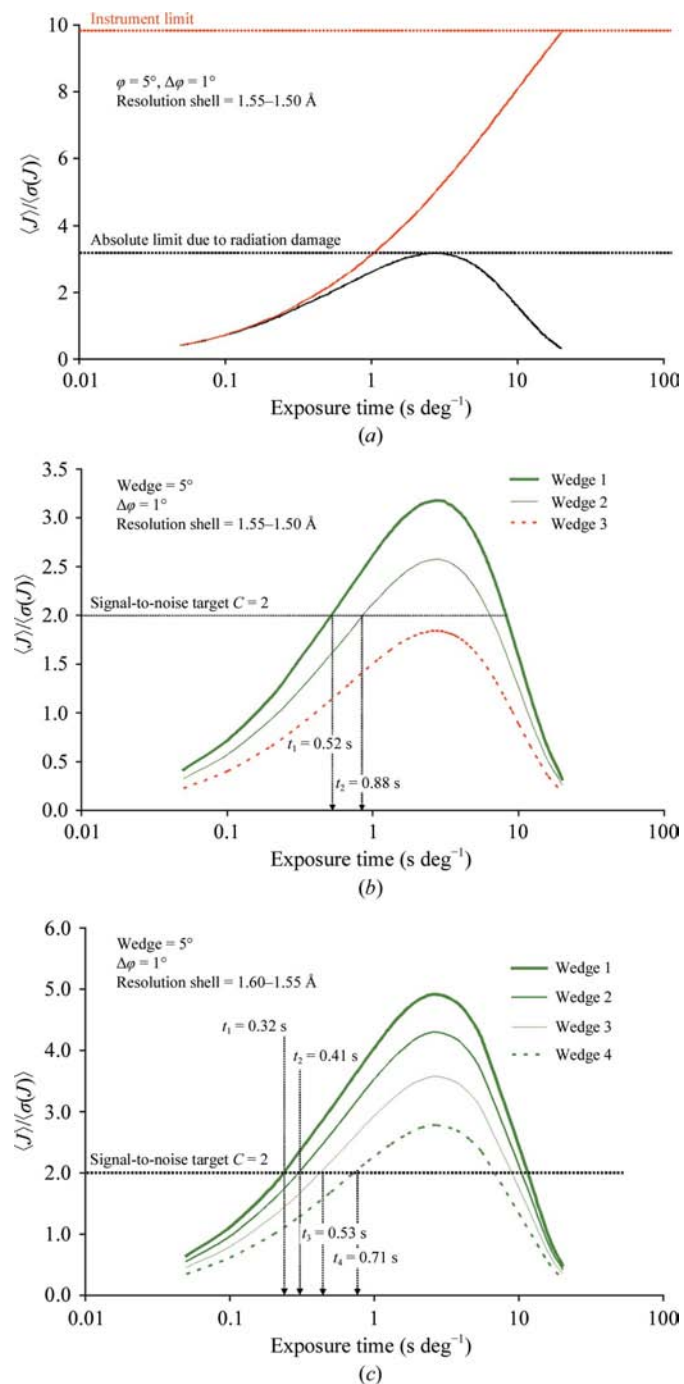 10
8
6
4
2
0
⟨J⟩/⟨σ(J)⟩
Instrument limit
φ = 5°, Δφ = 1°
Resolution shell = 1.55–1.50 Å
Absolute limit due to radiation damage
0.01
0.1
1
10
100
Exposure time (s deg⁻¹)
(a)
3.5
3.0
2.5
2.0
1.5
1.0
0.5
0.0
⟨J⟩/⟨σ(J)⟩
Wedge = 5°
Δφ = 1°
Resolution shell = 1.55–1.50 Å
Wedge 1
Wedge 2
Wedge 3
Signal-to-noise target C = 2
t₁ = 0.52 s
t₂ = 0.88 s
0.01
0.1
1
10
100
Exposure time (s deg⁻¹)
(b)
6.0
5.0
4.0
3.0
2.0
1.0
0.0
⟨J⟩/⟨σ(J)⟩
Wedge = 5°
Δφ = 1°
Resolution shell = 1.60–1.55 Å
Wedge 1
Wedge 2
Wedge 3
Wedge 4
t₁ = 0.32 s
t₂ = 0.41 s
Signal-to-noise target C = 2
t₃ = 0.53 s
t₄ = 0.71 s
0.01
0.1
1
10
100
Exposure time (s deg⁻¹)
(c)